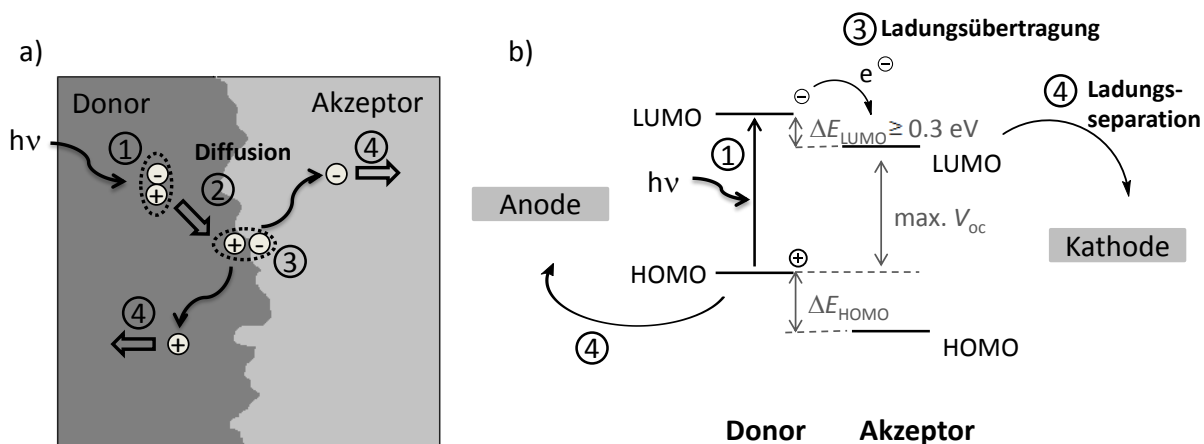 a)
Donor
Akzeptor
hν
①
Diffusion
②
④
-
+
-
+ -
③
④
+
b)
③ Ladungsübertragung
e⊖
④ Ladungs-
separation
LUMO
⊖
ΔE_LUMO ≥ 0.3 eV
LUMO
①
hν
Anode
max. V_oc
Kathode
HOMO
⊕
ΔE_HOMO
④
HOMO
Donor Akzeptor